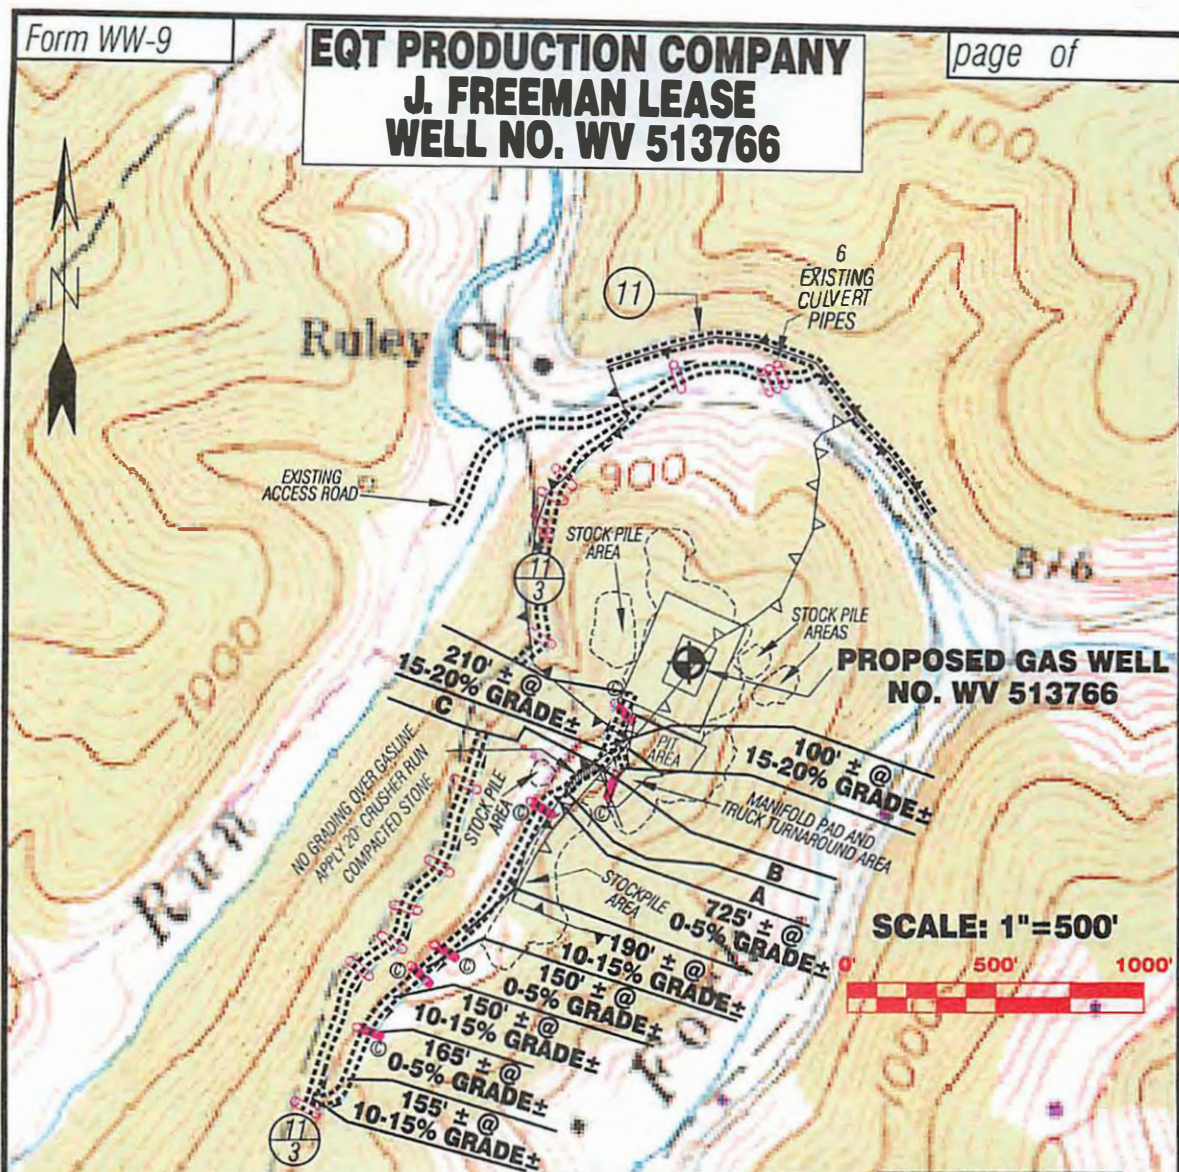 Form WW-9
EQT PRODUCTION COMPANY
J. FREEMAN LEASE
WELL NO. WV 513766
page of
1100
6
EXISTING
CULVERT
PIPES
11
N
Ruley Ch
EXISTING
ACCESS ROAD
900
STOCK PILE
AREA
11
3
876
STOCK PILE
AREAS
PROPOSED GAS WELL
NO. WV 513766
1000
210' ± @
15-20% GRADE±
C
©
PIT
AREA
100' ± @
15-20% GRADE±
NO GRADING OVER GASLINE.
APPLY 20" CRUSHER RUN
COMPACTED STONE
STOCK PILE
AREA
©
©
MANIFOLD PAD AND
TRUCK TURNAROUND AREA
B
A
725' ± @
0-5% GRADE±
Run
STOCKPILE
AREA
190' ± @
10-15% GRADE±
150' ± @
0-5% GRADE±
150' ± @
10-15% GRADE±
165' ± @
0-5% GRADE±
155' ± @
10-15% GRADE±
©
©
©
SCALE: 1"=500'
0' 500' 1000'
Fo
1000
11
3